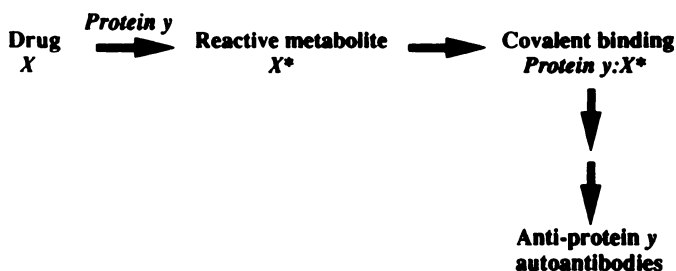 Protein y
Drug
X
Reactive metabolite
X*
Covalent binding
Protein y:X*
Anti-protein y
autoantibodies